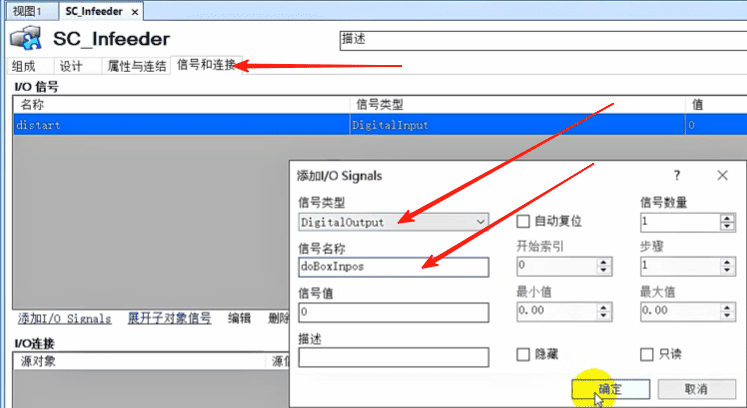 视图1 SC_Infeeder ×
SC_Infeeder 描述
组成 设计 属性与连结 信号和连接
I/O 信号
名称 信号类型 值
distart DigitalInput 0
添加I/O Signals ? ×
信号类型 信号数量
DigitalOutput 自动复位 1
信号名称 开始索引 步骤
doBoxInpos 0 1
信号值 最小值 最大值
0 0.00 0.00
描述
隐藏 只读
确定 取消
添加I/O Signals 展开子对象信号 编辑 删除
I/O连接
源对象